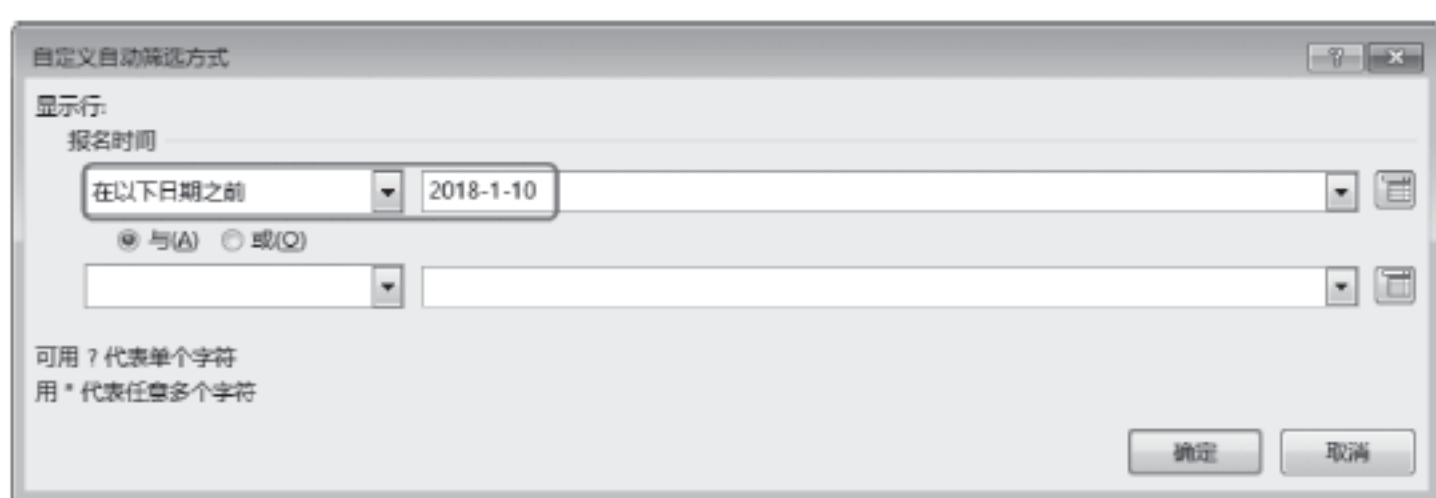 自定义自动筛选方式
显示行:
报名时间
在以下日期之前 2018-1-10
与(A) 或(O)
可用 ? 代表单个字符
用 * 代表任意多个字符
确定 取消